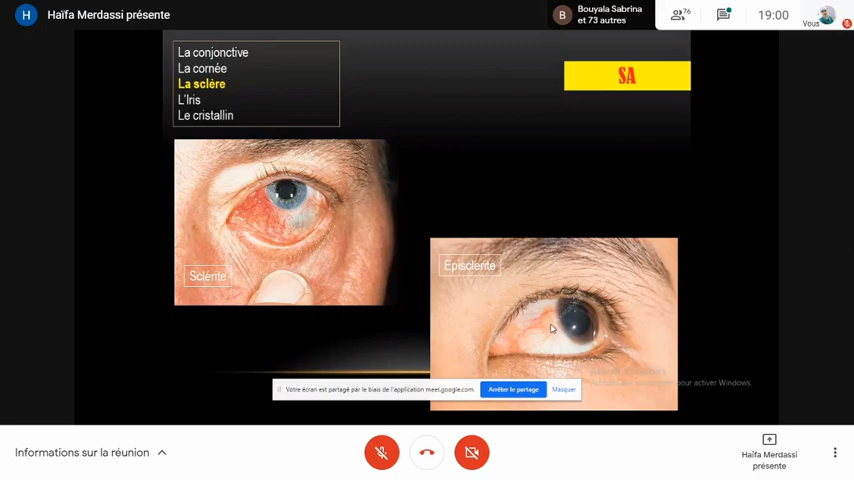 H
Haïfa Merdassi présente
B
Bouyala Sabrina
et 73 autres
76
19:00
Vous
La conjonctive
La cornée
La sclère
L'Iris
Le cristallin
SA
Sclérite
Episclerite
Votre écran est partagé par le biais de l'application meet.google.com.
Arrêter le partage
Masquer
pour activer Windows.
Informations sur la réunion
Haïfa Merdassi
présente